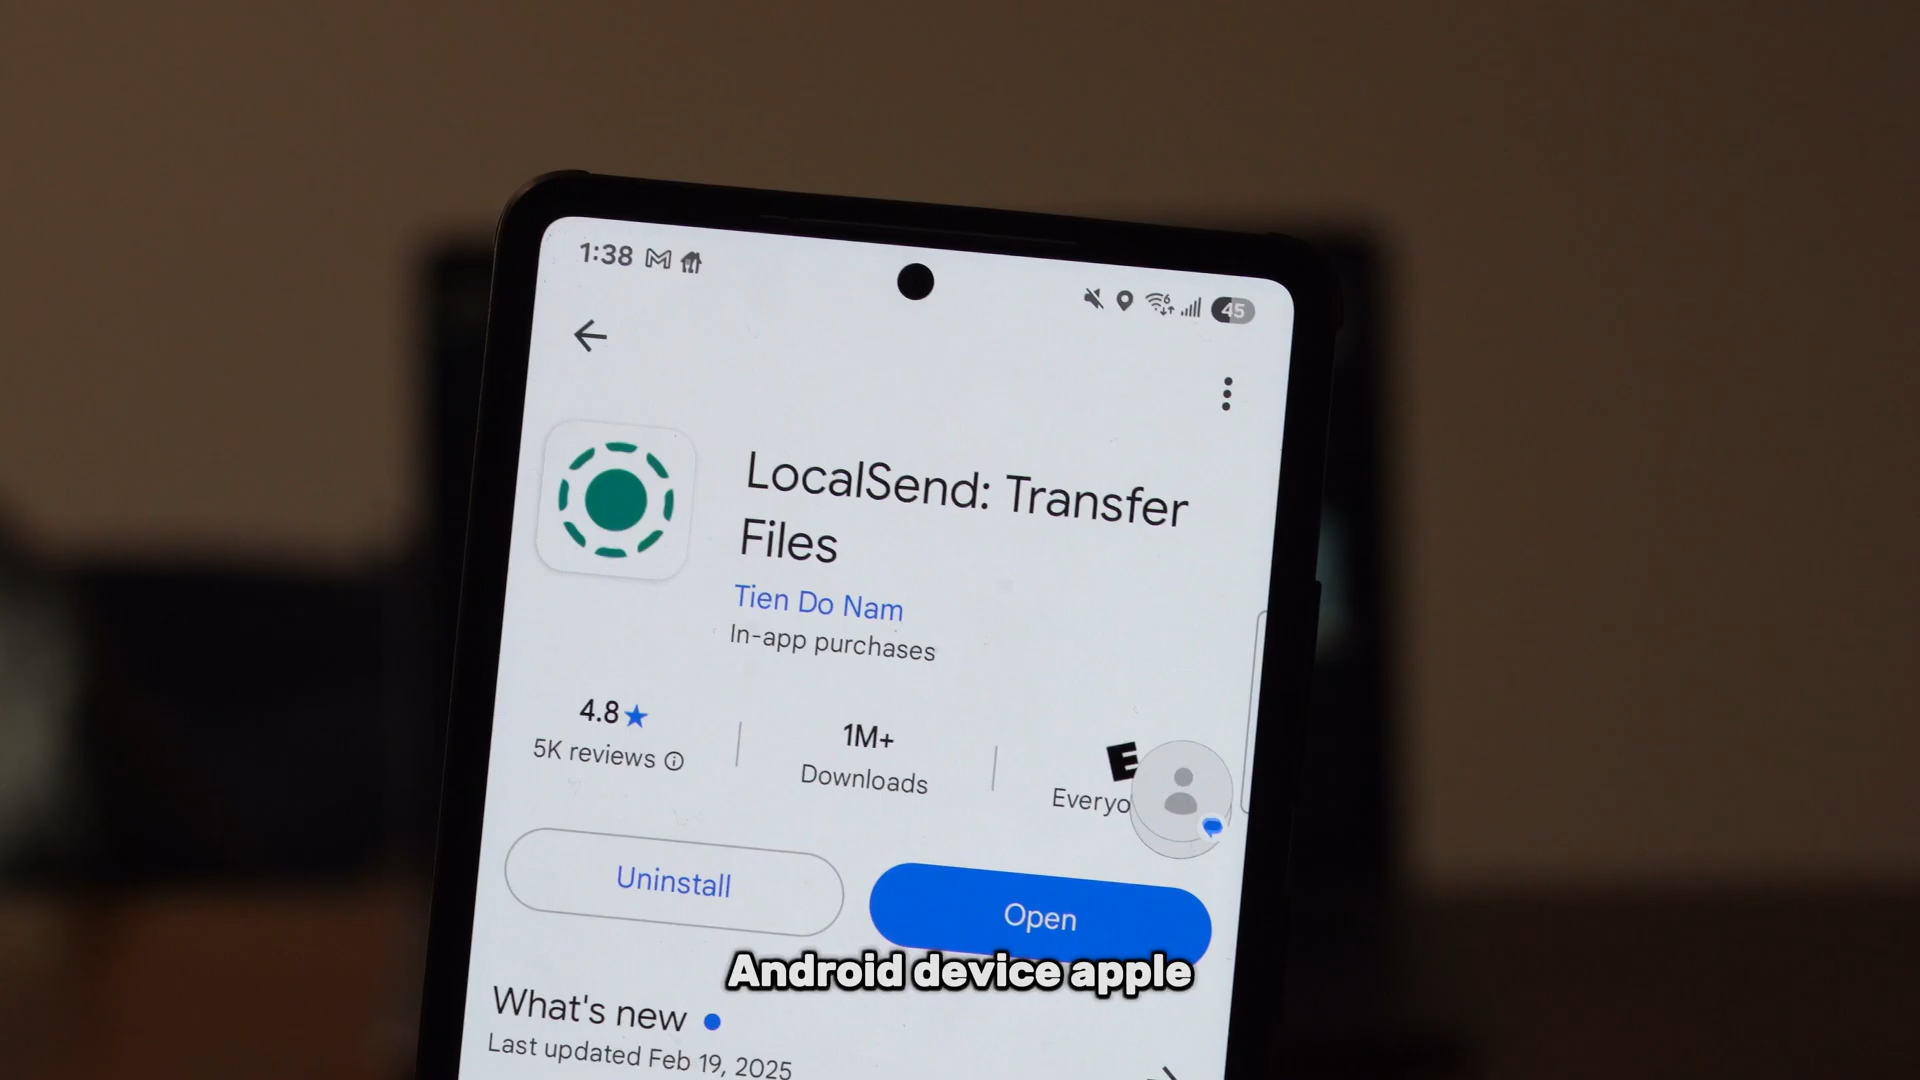 1:38
6
45
LocalSend: Transfer
Files
Tien Do Nam
In-app purchases
4.8★
5K reviews
1M+
Downloads
E
Everyo
Uninstall
Open
Android device apple
What's new
Last updated Feb 19, 2025